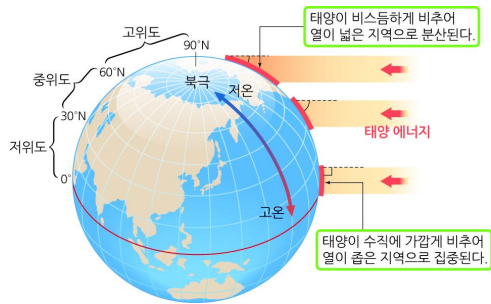 태양이 비스듬하게 비추어
열이 넓은 지역으로 분산된다.
고위도
90°N
60°N
중위도
북극
저온
30°N
태양 에너지
저위도
0°
고온
태양이 수직에 가깝게 비추어
열이 좁은 지역으로 집중된다.